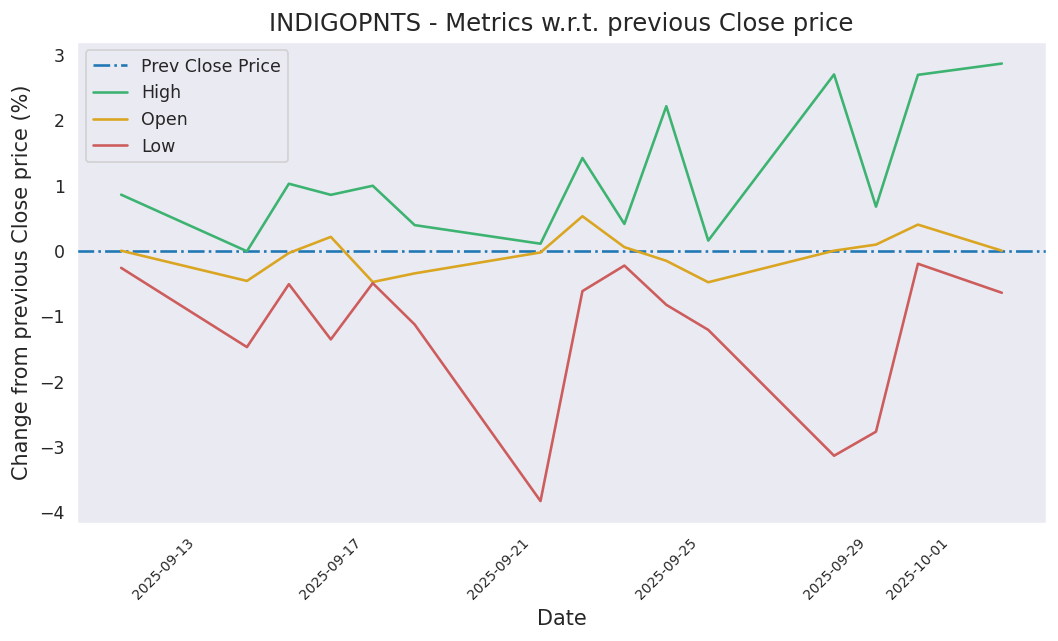 INDIGOPNTS - Metrics w.r.t. previous Close price
Change from previous Close price (%)
3
2
1
0
−1
−2
−3
−4
Prev Close Price
High
Open
Low
2025-09-13
2025-09-17
2025-09-21
2025-09-25
2025-09-29
2025-10-01
Date